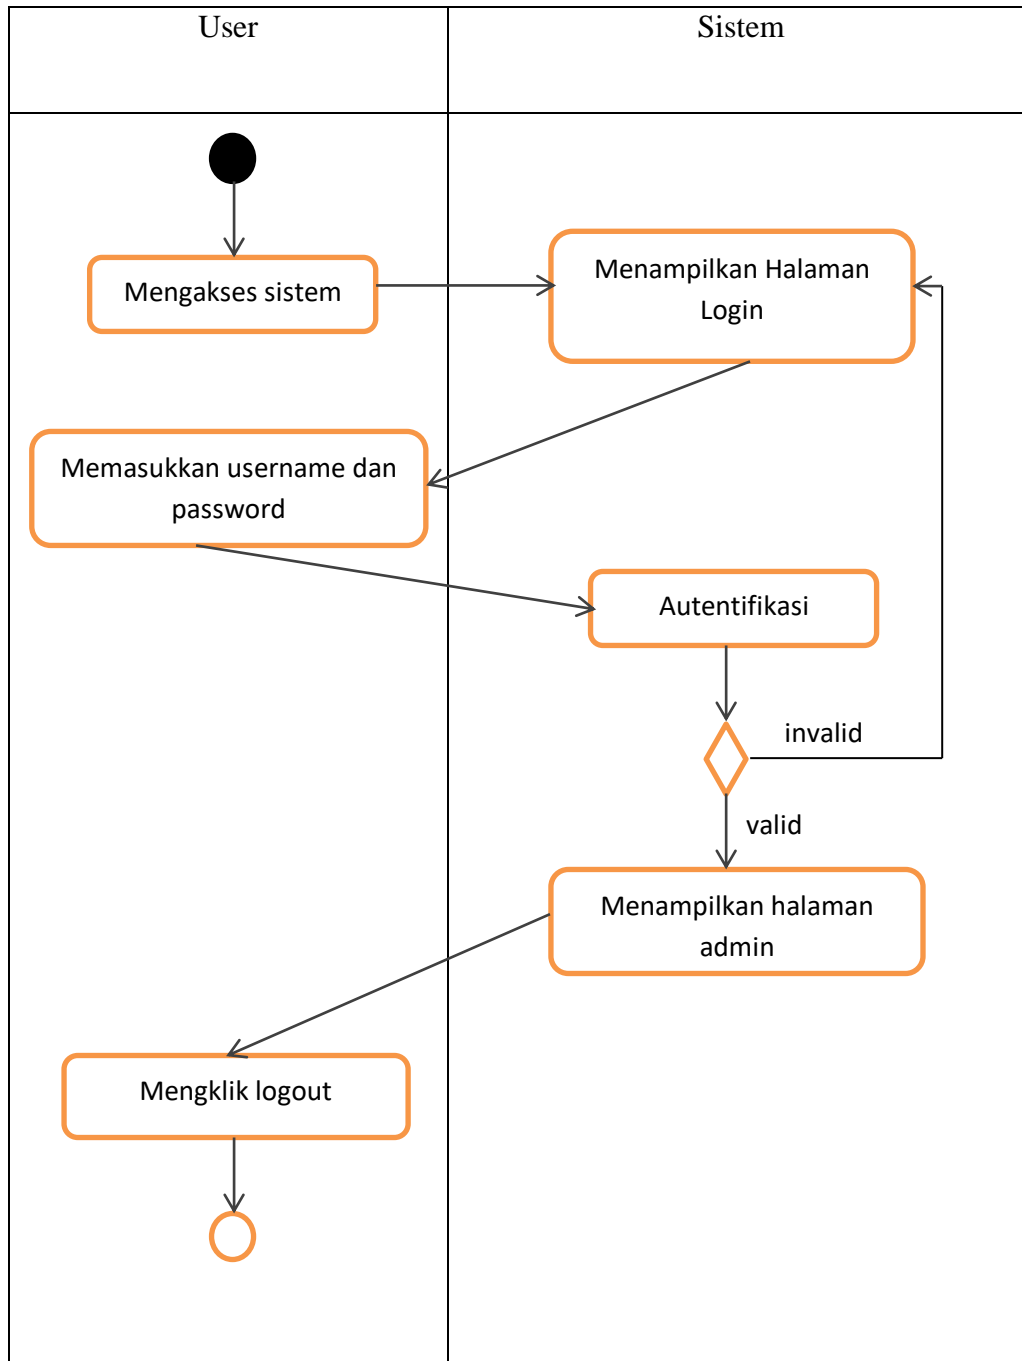 User
Sistem
Mengakses sistem
Menampilkan Halaman
Login
Memasukkan username dan
password
Autentifikasi
invalid
valid
Menampilkan halaman
admin
Mengklik logout